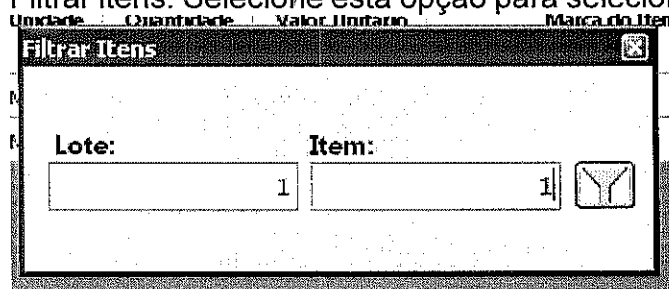 Filtrar Itens: Selecione esta opção para selecion
Unidade Quantidade Valor Unitario Marca do Item
Filtrar Itens
Lote: Item:
1 1